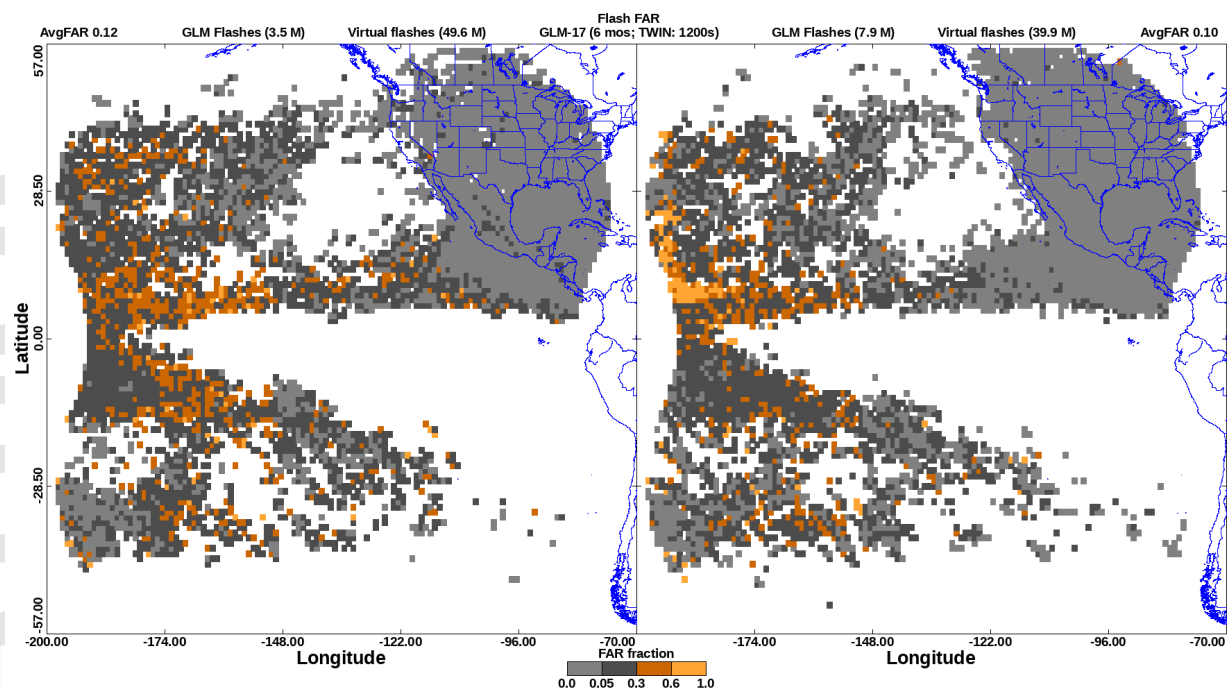 Flash FAR
AvgFAR 0.12 GLM Flashes (3.5 M) Virtual flashes (49.6 M) GLM-17 (6 mos; TWIN: 1200s) GLM Flashes (7.9 M) Virtual flashes (39.9 M) AvgFAR 0.10
57.00
28.50
0.00
-28.50
-57.00
Latitude
-200.00 -174.00 -148.00 -122.00 -96.00 -70.00 -174.00 -148.00 -122.00 -96.00 -70.00
Longitude Longitude
FAR fraction
0.0 0.05 0.3 0.6 1.0